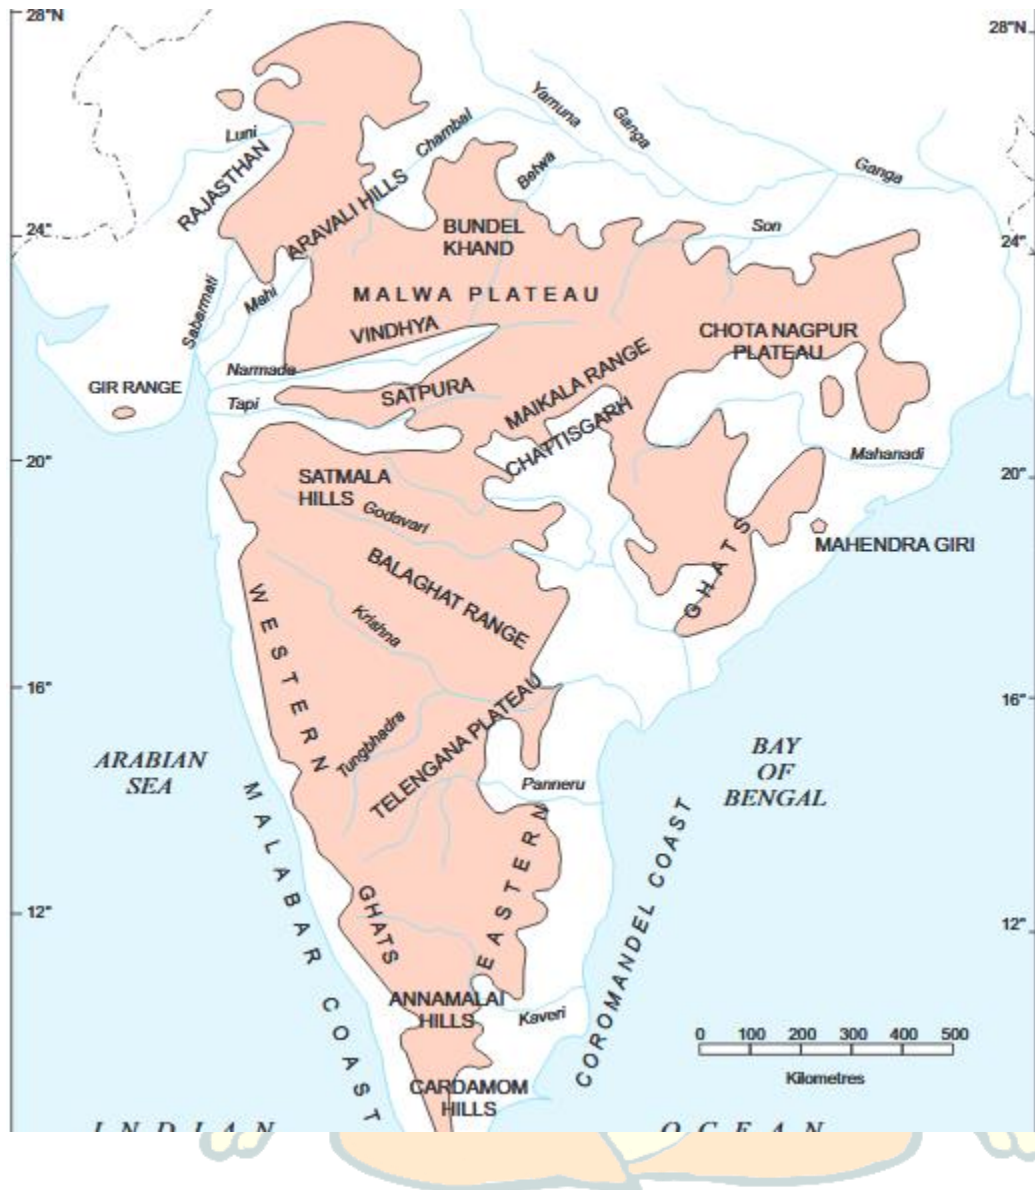 28°N
28°N
Yamuna
Ganga
Chambal
Luni
Betwa
Ganga
RAJASTHAN
ARAVALI HILLS
24°
BUNDEL
KHAND
Son
24°
Sabarmati
Mahi
MALWA PLATEAU
VINDHYA
CHOTA NAGPUR
PLATEAU
Narmada
GIR RANGE
SATPURA
MAIKALA RANGE
Tapi
CHATTISGARH
20°
Mahanadi
20°
SATMALA
HILLS
Godavari
GHATS
MAHENDRA GIRI
BALAGHAT RANGE
WESTERN
Krishna
16°
16°
Tungbhadra
TELENGANA PLATEAU
ARABIAN
SEA
BAY
OF
BENGAL
Panneru
MALABAR COAST
EASTERN
COROMANDEL COAST
12°
GHATS
12°
ANNAMALAI
HILLS
Kaveri
0 100 200 300 400 500
Kilometres
CARDAMOM
HILLS
INDIAN
OCEAN